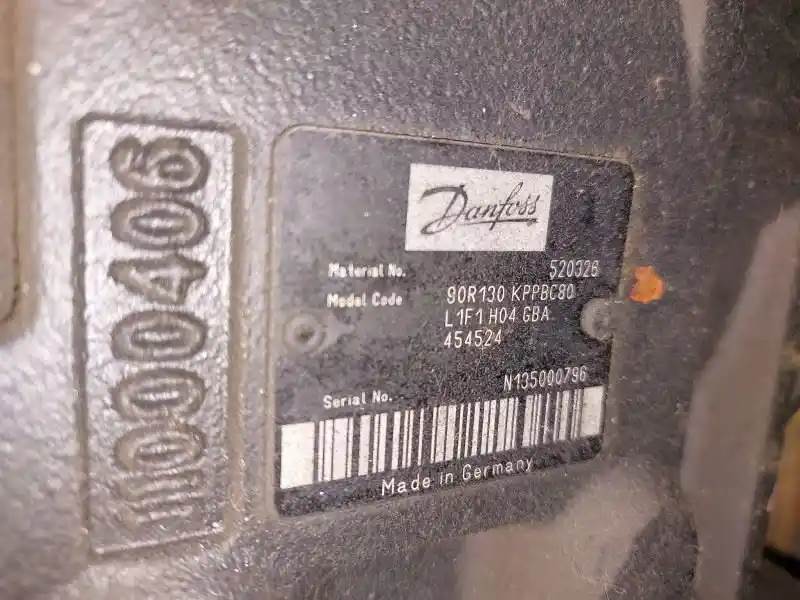 11000406
Danfoss
Material No. 520326
Model Code 90R130 KPPBC80
L1F1 H04 GBA
454524
Serial No. N135000796
Made in Germany